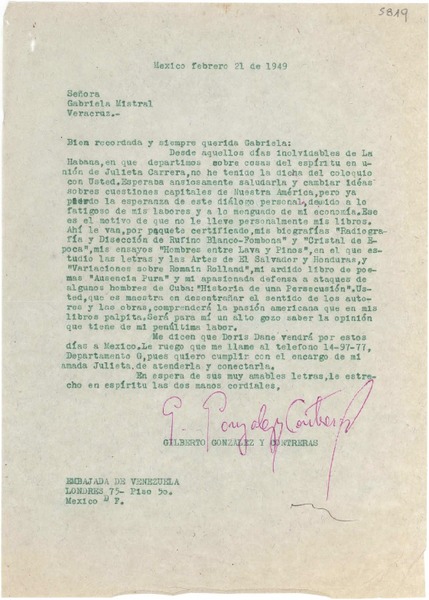 5819
Mexico febrero 21 de 1949
Señora
Gabriela Mistral
Veracruz.-
Bien recordada y siempre querida Gabriela:
Desde aquellos días inolvidables de La
Habana, en que departimos sobre cosas del espíritu en u-
nión de Julieta Carrera, no he tenido la dicha del coloquio
con Usted. Esperaba ansiosamente saludarla y cambiar ideas
sobre cuestiones capitales de Nuestra América, pero ya
pierdo la esperanza de este diálogo personal, debido a lo
fatigoso de mis labores y a lo menguado de mi economía. Ese
es el motivo de que no le lleve personalmente mis libros.
Ahí le van, por paquete certificado, mis biografías "Radiogra-
fía y Disección de Rufino Blanco-Fombona" y "Cristal de E-
poca", mis ensayos "Hombres entre Lava y Pinos", en el que es-
tudio las letras y las Artes de El Salvador y Honduras, y
"Variaciones sobre Romain Rolland", mi ardido libro de poe-
mas "Ausencia Pura" y mi apasionada defensa a ataques de
algunos hombres de Cuba: "Historia de una Persecusión". Us-
ted, que es maestra en desentrañar el sentido de los auto-
res y las obras, comprenderá la pasión americana que en mis
libros palpita. Será para mí un alto gozo saber la opinión
que tiene de mi penúltima labor.
Me dicen que Doris Dane vendrá por estos
días a Mexico. Le ruego que me llame al telefono 14-97-77,
Departamento G, pues quiero cumplir con el encargo de mi
amada Julieta, de atenderla y conectarla.
En espera de sus muy amables letras, le estre-
cho en espíritu las dos manos cordiales,
G. Gonzalez y Contreras
GILBERTO GONZALEZ Y CONTRERAS
EMBAJADA DE VENEZUELA
LONDRES 75- Piso 5o.
Mexico D F.